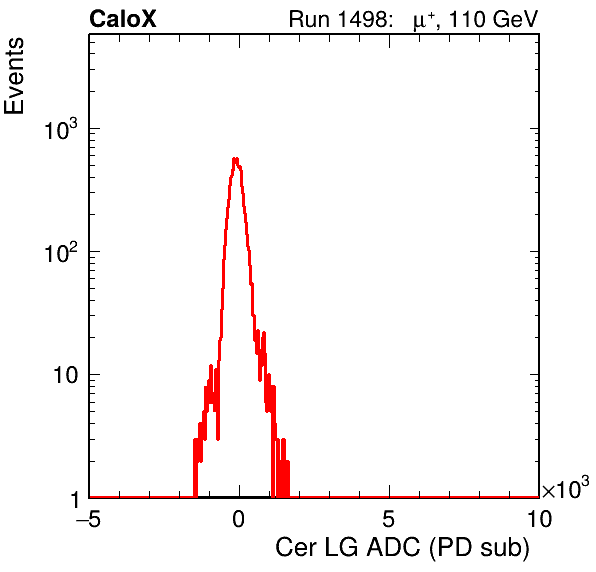 CaloX Run 1498: μ⁺, 110 GeV
Events
10³
10²
10
1
−5 0 5 10
×10³
Cer LG ADC (PD sub)